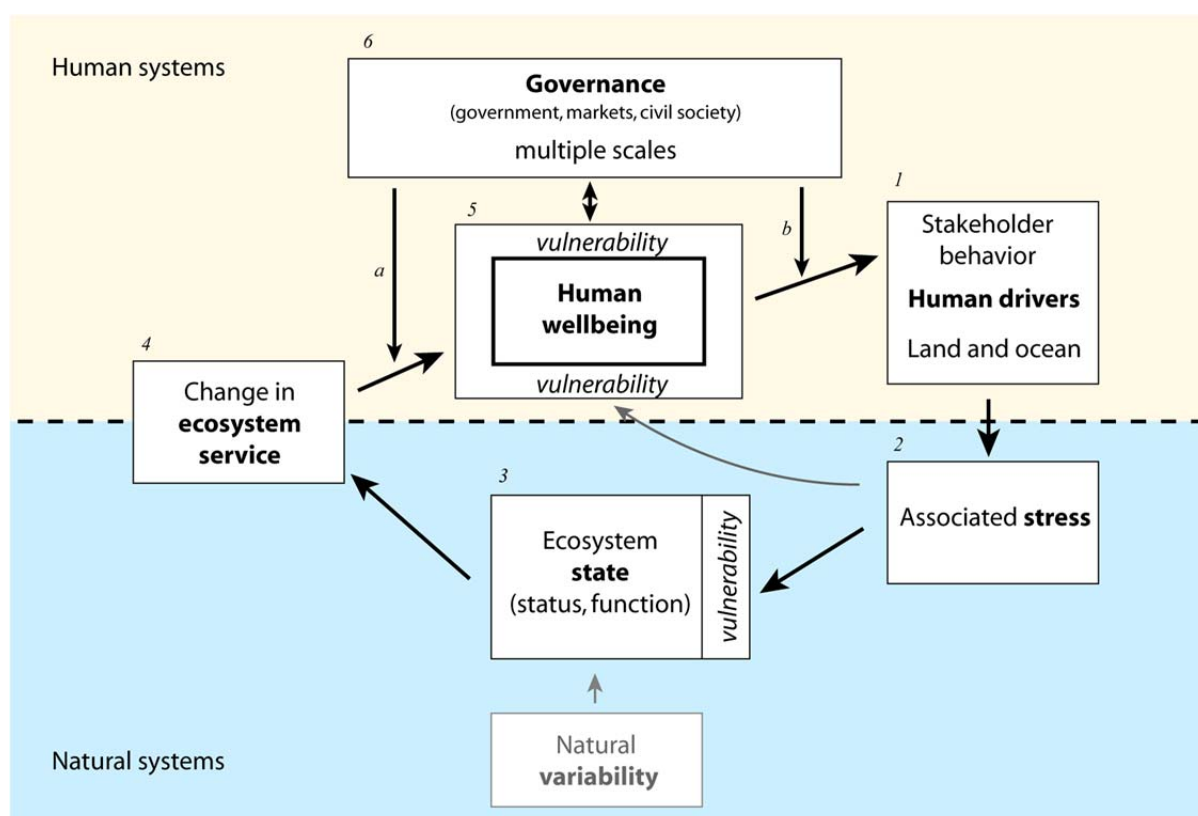 Human systems
6
Governance
(government, markets, civil society)
multiple scales
a
5
vulnerability
Human
wellbeing
vulnerability
b
1
Stakeholder
behavior
Human drivers
Land and ocean
4
Change in
ecosystem
service
2
Associated stress
3
Ecosystem
state
(status, function)
vulnerability
Natural
variability
Natural systems